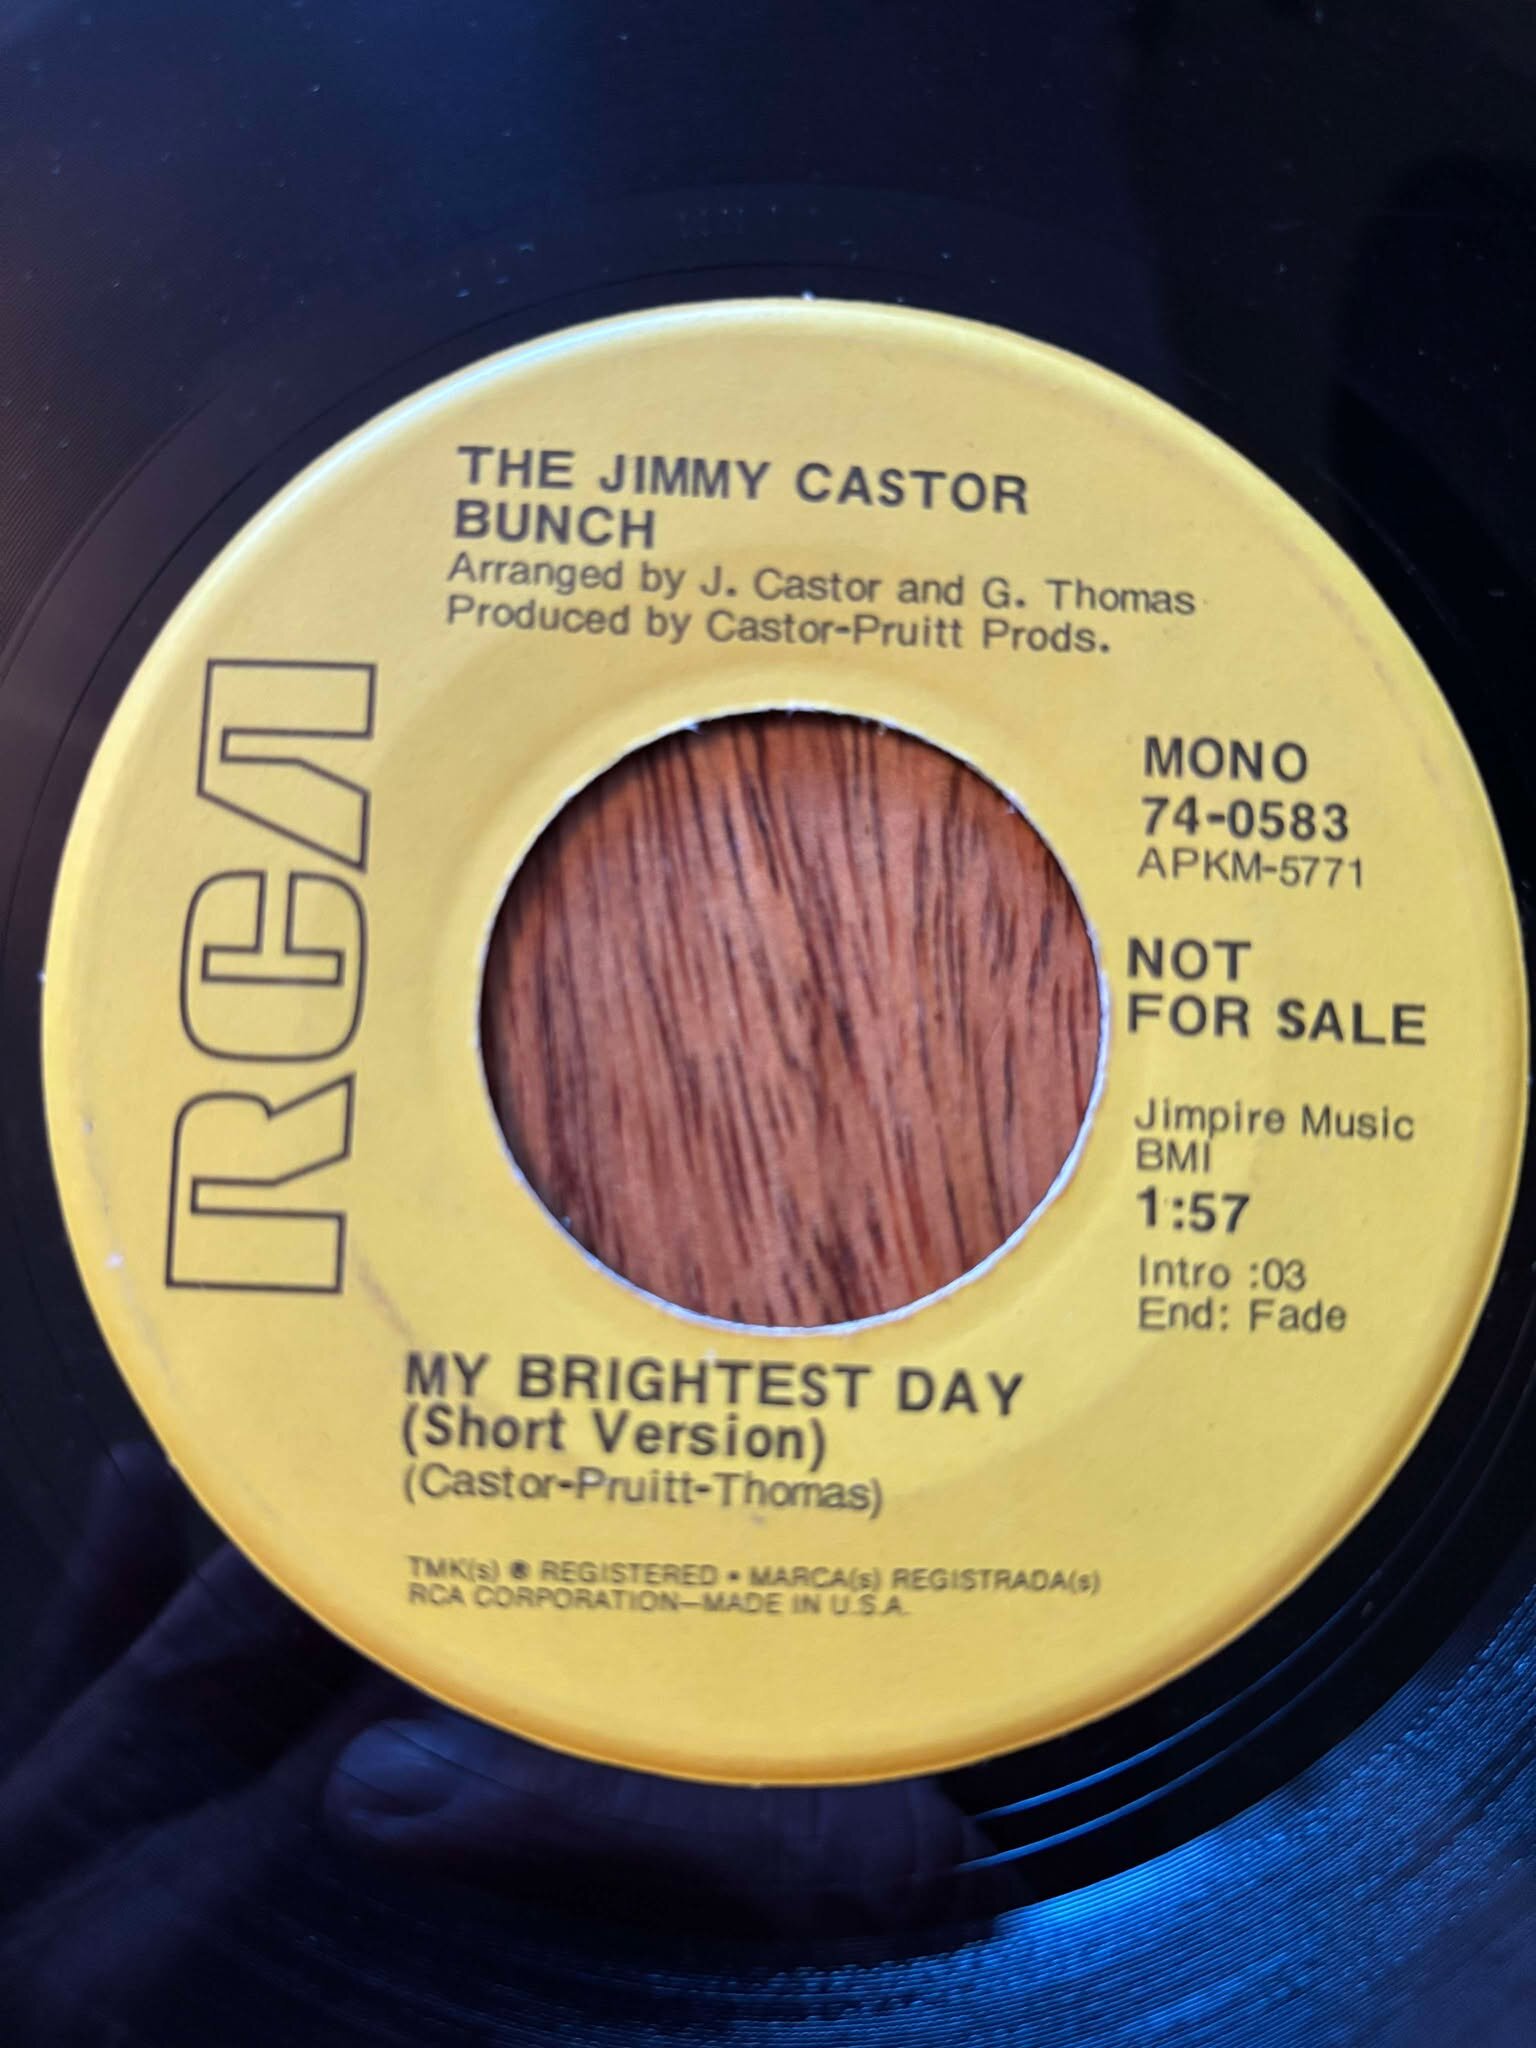 THE JIMMY CASTOR
BUNCH
Arranged by J. Castor and G. Thomas
Produced by Castor-Pruitt Prods.
RCA
MONO
74-0583
APKM-5771
NOT
FOR SALE
Jimpire Music
BMI
1:57
Intro :03
End: Fade
MY BRIGHTEST DAY
(Short Version)
(Castor-Pruitt-Thomas)
TMK(s) ® REGISTERED • MARCA(s) REGISTRADA(s)
RCA CORPORATION—MADE IN U.S.A.